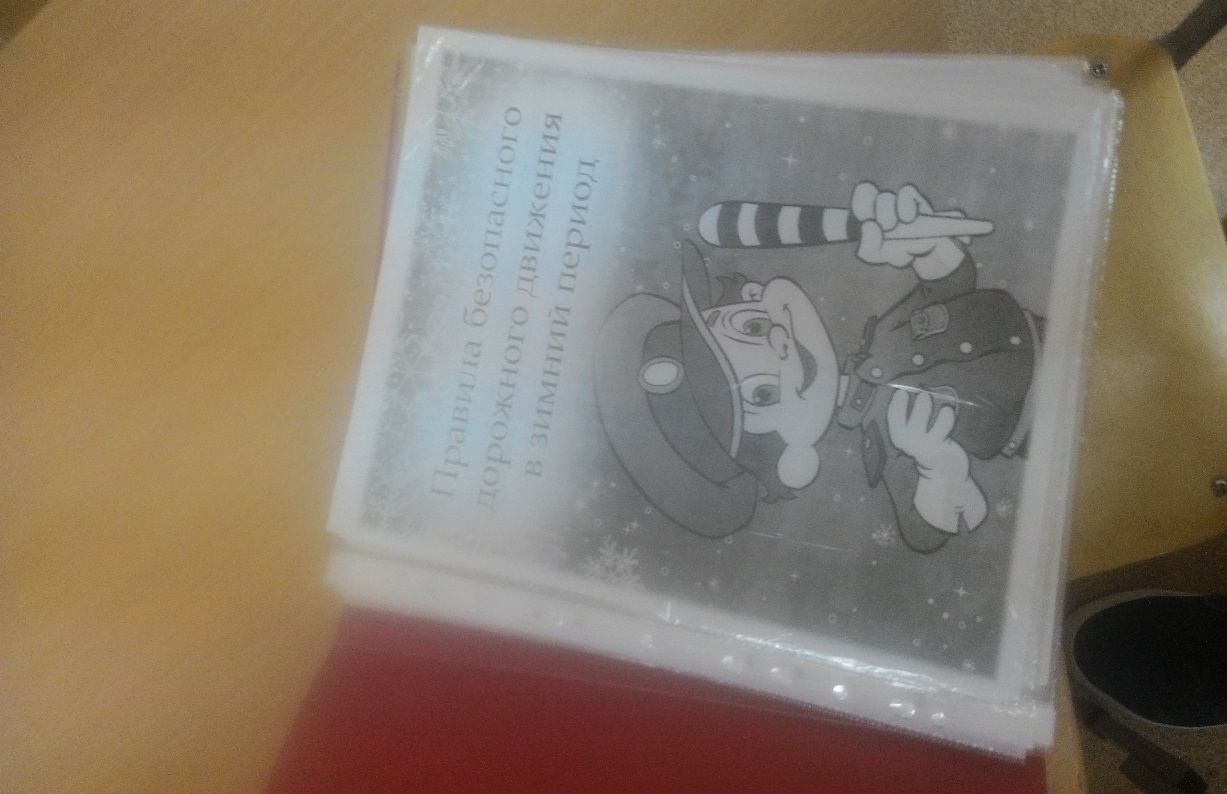 Правила безопасного
дорожного движения
в зимний период